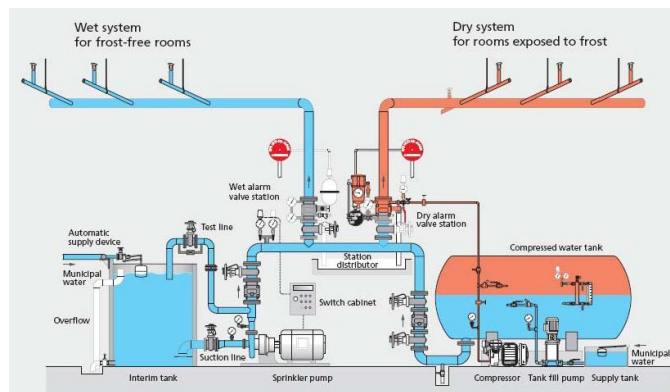 Wet system
for frost-free rooms
Dry system
for rooms exposed to frost
Wet alarm
valve station
Dry alarm
valve station
Test line
Automatic
supply device
Municipal
water
Station
distributor
Compressed water tank
Switch cabinet
Overflow
Suction line
Municipal
water
Interim tank
Sprinkler pump
Compressor
Tank fill pump
Supply tank